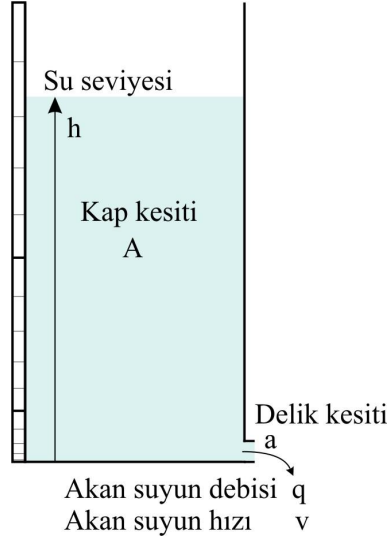 Su seviyesi
h
Kap kesiti
A
Delik kesiti
a
Akan suyun debisi q
Akan suyun hızı v